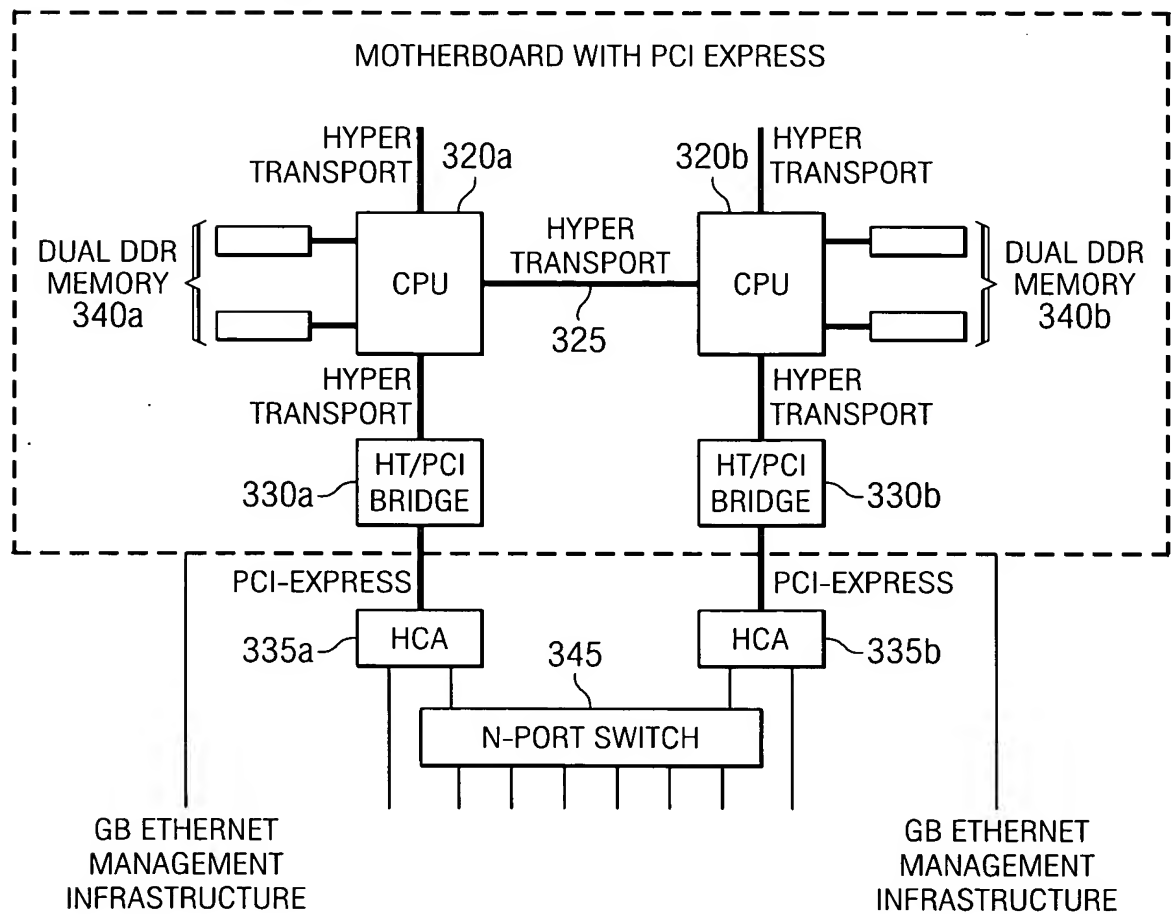 MOTHERBOARD WITH PCI EXPRESS
HYPER
TRANSPORT
320a
320b
HYPER
TRANSPORT
DUAL DDR
MEMORY
340a
CPU
HYPER
TRANSPORT
325
CPU
DUAL DDR
MEMORY
340b
HYPER
TRANSPORT
HYPER
TRANSPORT
330a
HT/PCI
BRIDGE
HT/PCI
BRIDGE
330b
PCI-EXPRESS
PCI-EXPRESS
335a
HCA
345
HCA
335b
N-PORT SWITCH
GB ETHERNET
MANAGEMENT
INFRASTRUCTURE
GB ETHERNET
MANAGEMENT
INFRASTRUCTURE